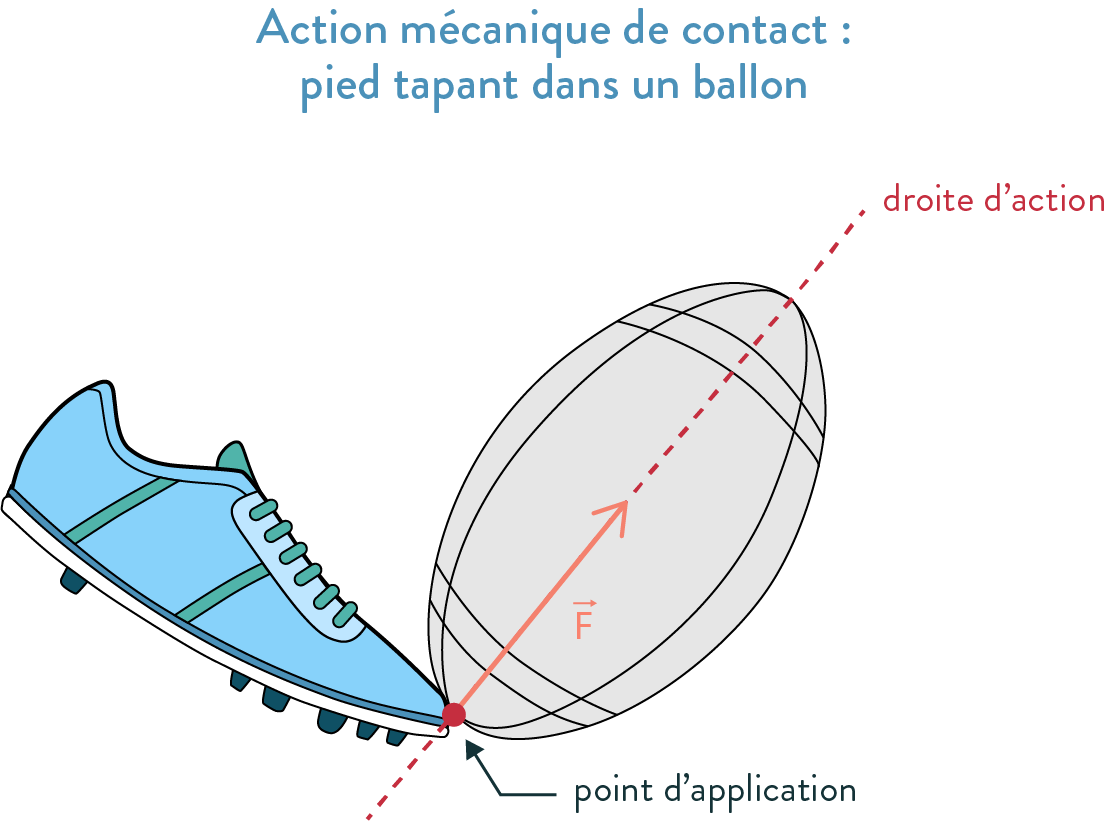 Action mécanique de contact :
pied tapant dans un ballon
droite d’action
F
point d’application